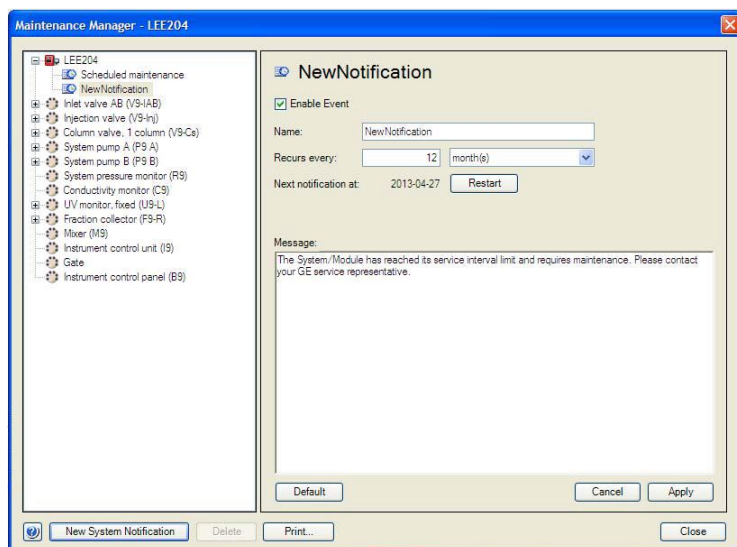 Maintenance Manager - LEE204
LEE204
Scheduled maintenance
NewNotification
Inlet valve AB (V9-IAB)
Injection valve (V9-Inj)
Column valve, 1 column (V9-Cs)
System pump A (P9 A)
System pump B (P9 B)
System pressure monitor (R9)
Conductivity monitor (C9)
UV monitor, fixed (U9-L)
Fraction collector (F9-R)
Mixer (M9)
Instrument control unit (I9)
Gate
Instrument control panel (B9)
NewNotification
Enable Event
Name: NewNotification
Recurs every: 12 month(s)
Next notification at: 2013-04-27 Restart
Message:
The System/Module has reached its service interval limit and requires maintenance. Please contact
your GE service representative.
Default Cancel Apply
? New System Notification Delete Print... Close